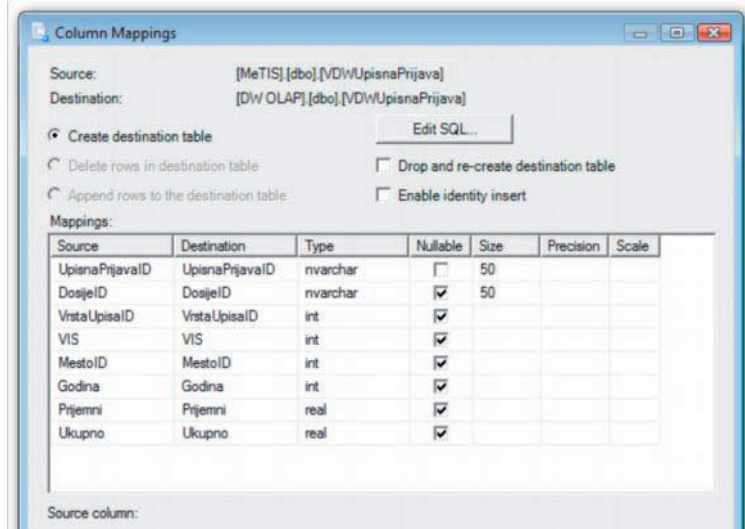 Column Mappings
Source: [MeTIS].[dbo].[VDWUpisnaPrijava]
Destination: [DW OLAP].[dbo].[VDWUpisnaPrijava]
Create destination table Edit SQL...
Delete rows in destination table Drop and re-create destination table
Append rows to the destination table Enable identity insert
Mappings:
Source Destination Type Nullable Size Precision Scale
UpisnaPrijavaID UpisnaPrijavaID nvarchar 50
DosijeID DosijeID nvarchar 50
VrstaUpisaID VrstaUpisaID int
VIS VIS int
MestoID MestoID int
Godina Godina int
Prijemni Prijemni real
Ukupno Ukupno real
Source column: